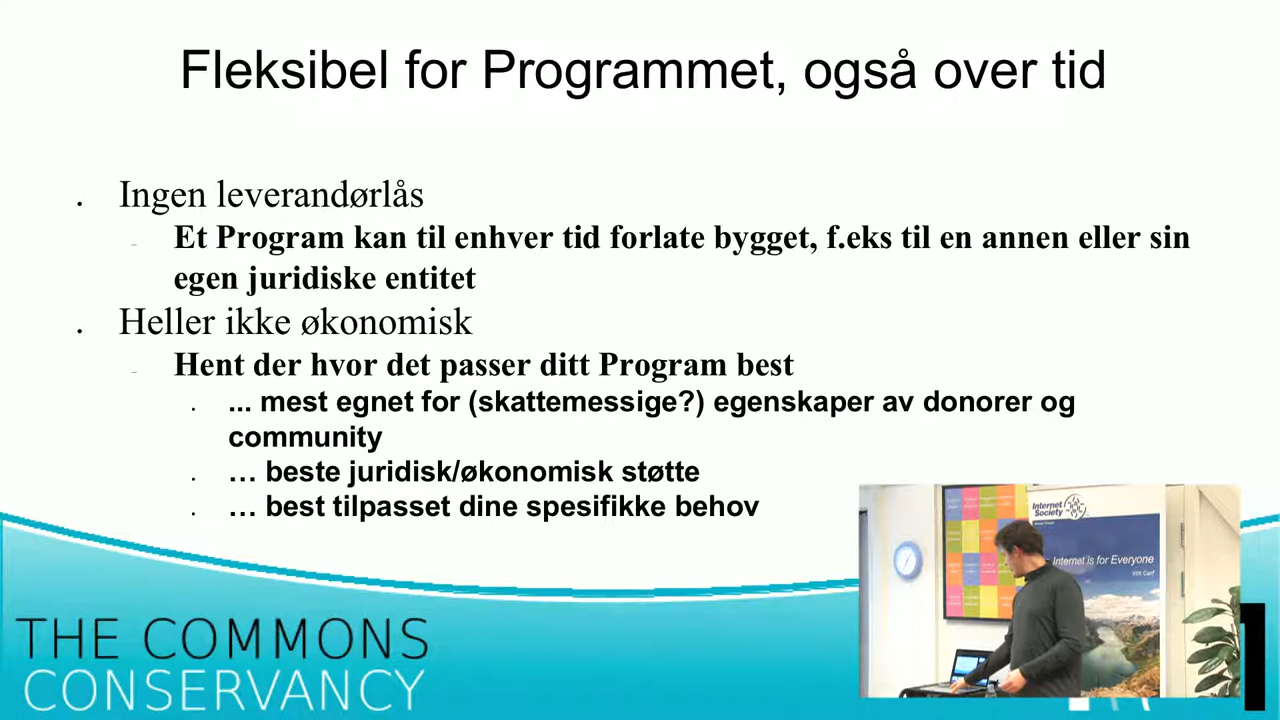 Fleksibel for Programmet, også over tid
Ingen leverandørlås
Et Program kan til enhver tid forlate bygget, f.eks til en annen eller sin
egen juridiske entitet
Heller ikke økonomisk
Hent der hvor det passer ditt Program best
... mest egnet for (skattemessige?) egenskaper av donorer og
community
… beste juridisk/økonomisk støtte
… best tilpasset dine spesifikke behov
Internet
Society
Internet is for Everyone
Vint Cerf
THE COMMONS
CONSERVANCY